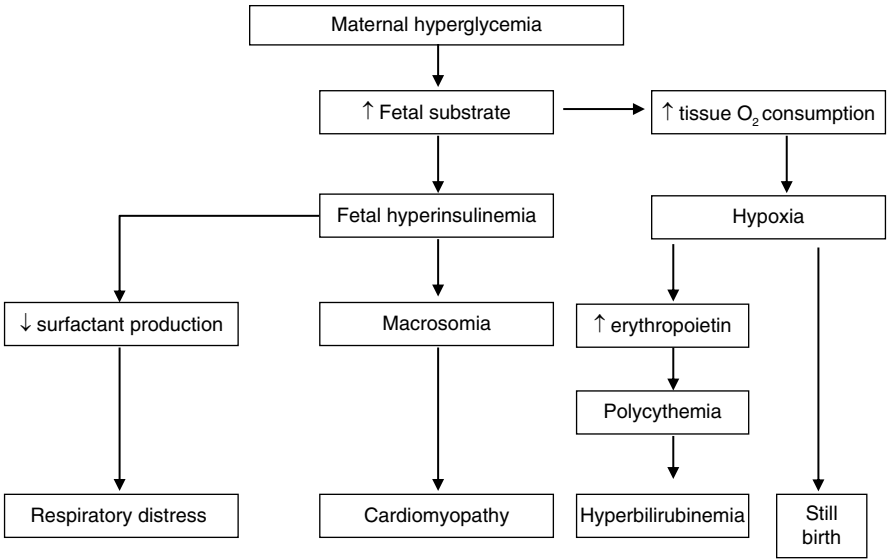 Maternal hyperglycemia
↑ Fetal substrate
↑ tissue O₂ consumption
Fetal hyperinsulinemia
Hypoxia
↓ surfactant production
Macrosomia
↑ erythropoietin
Polycythemia
Respiratory distress
Cardiomyopathy
Hyperbilirubinemia
Still
birth